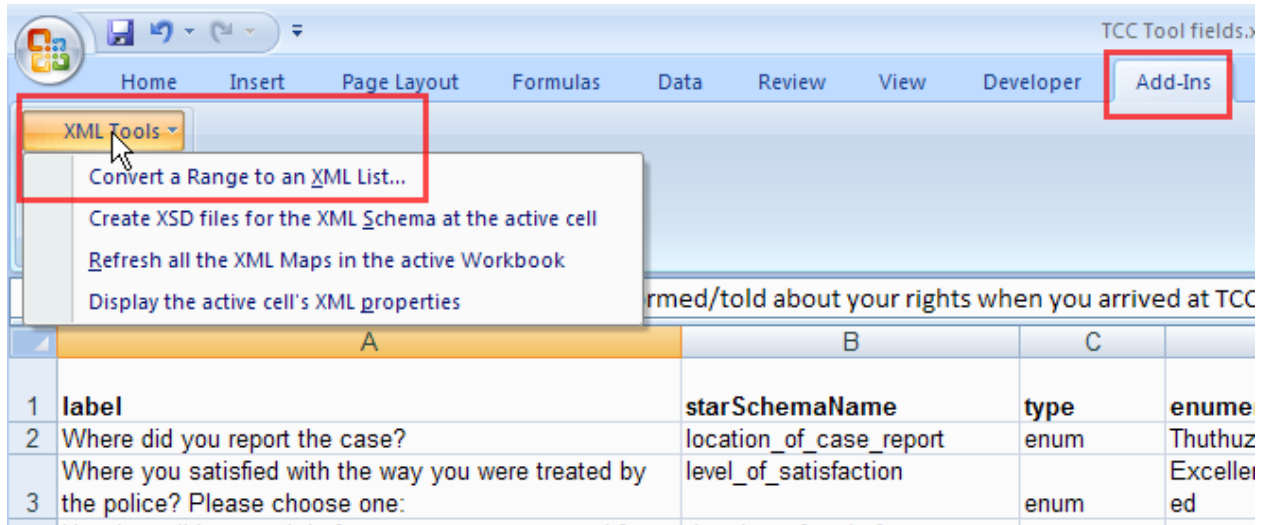 TCC Tool fields.x
Home Insert Page Layout Formulas Data Review View Developer Add-Ins
XML Tools
Convert a Range to an XML List...
Create XSD files for the XML Schema at the active cell
Refresh all the XML Maps in the active Workbook
Display the active cell's XML properties
rmed/told about your rights when you arrived at TCC
A B C
1 label starSchemaName type enume
2 Where did you report the case? location_of_case_report enum Thuthuz
Where you satisfied with the way you were treated by level_of_satisfaction Exceller
3 the police? Please choose one: enum ed